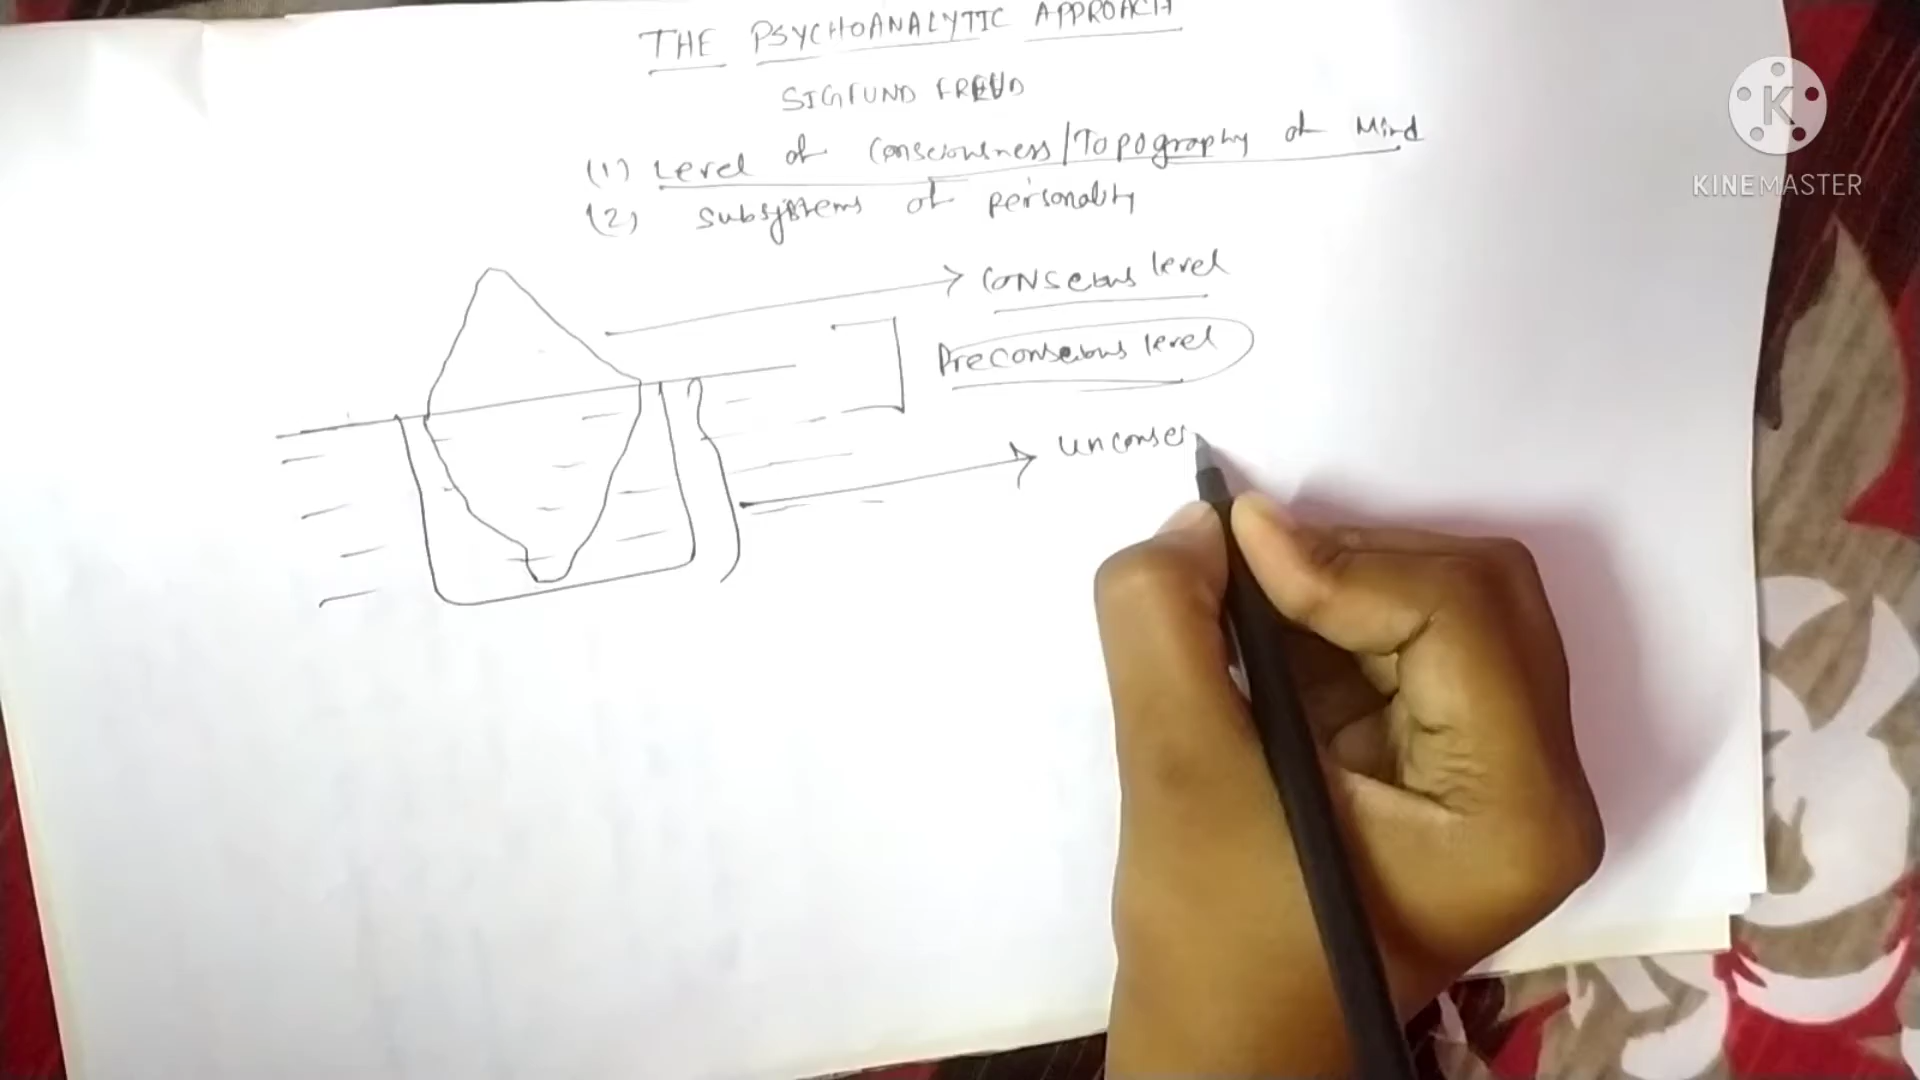 THE PSYCHOANALYTIC APPROACH
SIGFUND FREUD
(1) Level of Consciousness/Topography of Mind
(2) subsystems of personality
Conscious level
Preconscious level
unconsc
K
KINEMASTER